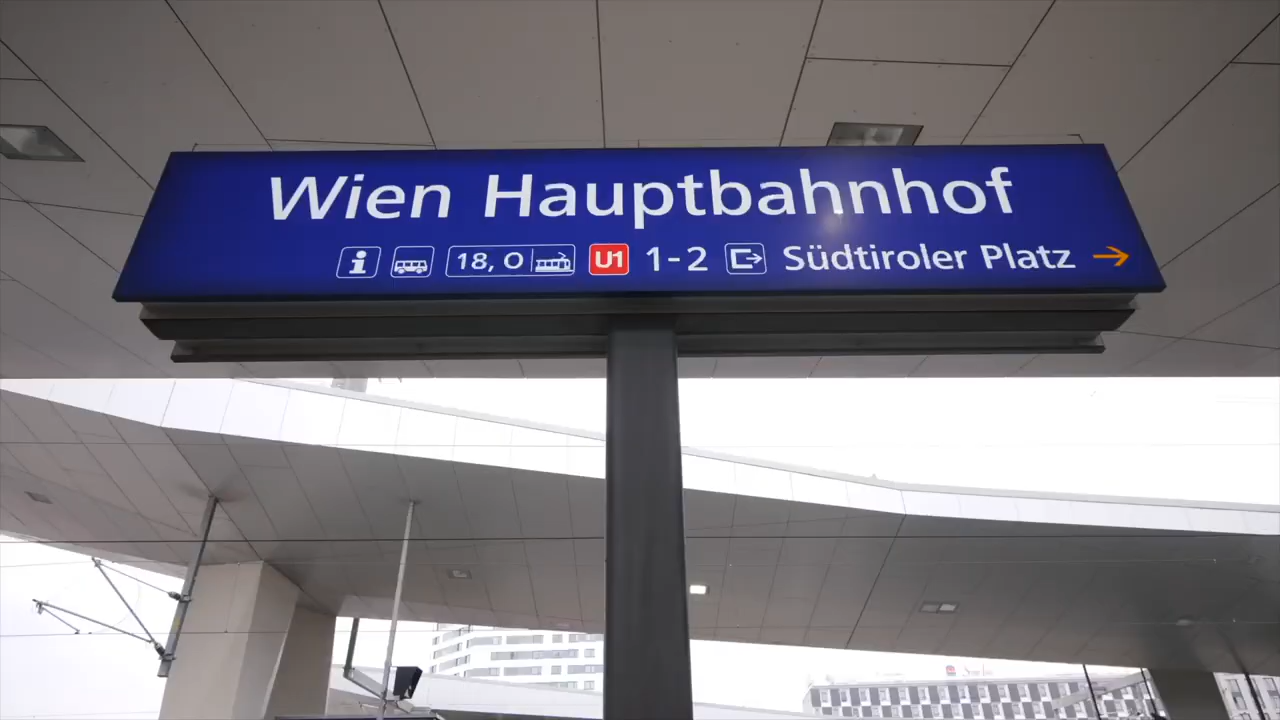 Wien Hauptbahnhof
i 18, O U1 1-2 Südtiroler Platz →